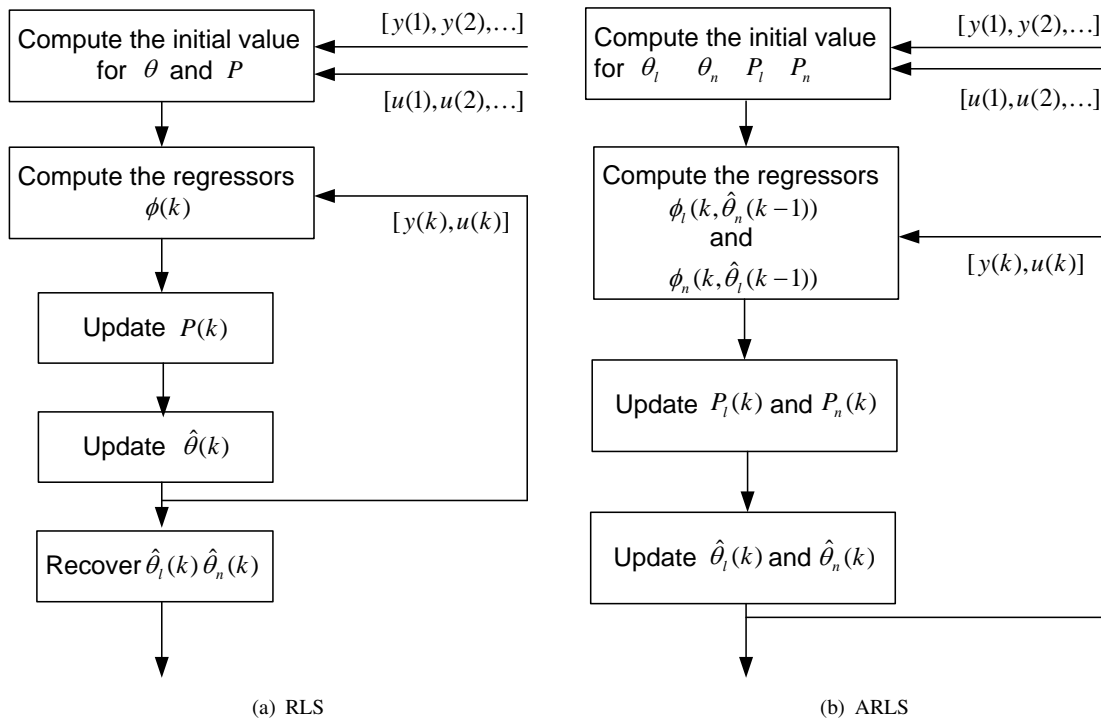 Compute the initial value
for θ and P
[y(1), y(2),…]
[u(1),u(2),…]
Compute the regressors
ϕ(k)
[y(k),u(k)]
Update P(k)
Update θ̂(k)
Recover θ̂_l(k) θ̂_n(k)
(a) RLS
Compute the initial value
for θ_l θ_n P_l P_n
[y(1), y(2),…]
[u(1),u(2),…]
Compute the regressors
ϕ_l(k,θ̂_n(k−1))
and
ϕ_n(k,θ̂_l(k−1))
[y(k),u(k)]
Update P_l(k) and P_n(k)
Update θ̂_l(k) and θ̂_n(k)
(b) ARLS